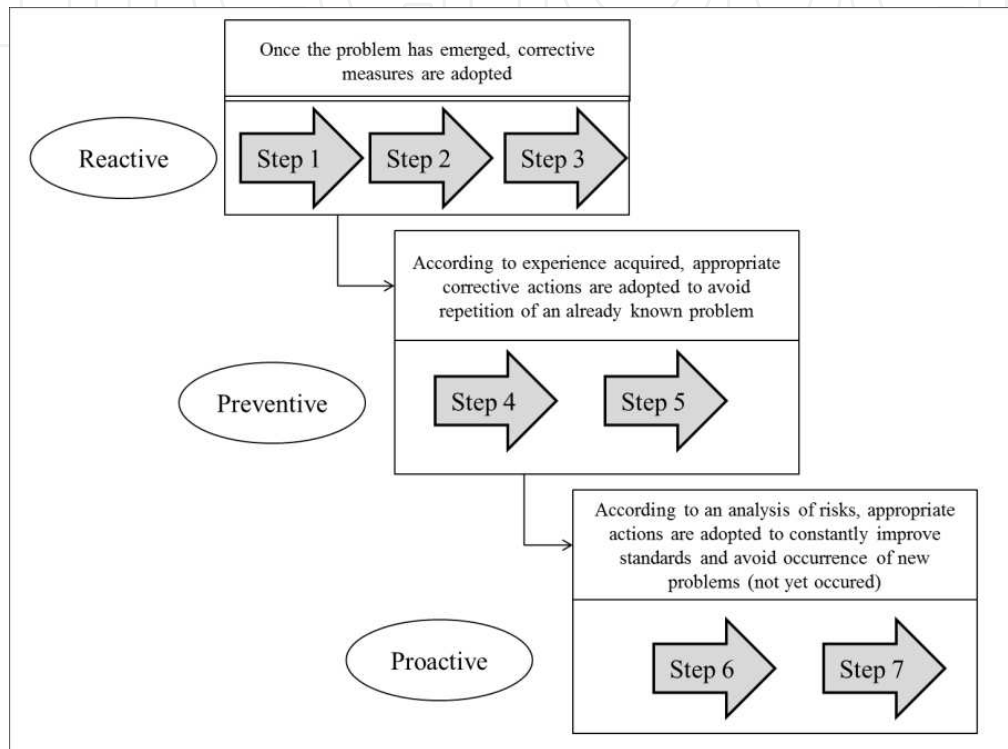 Once the problem has emerged, corrective
measures are adopted
Reactive
Step 1
Step 2
Step 3
According to experience acquired, appropriate
corrective actions are adopted to avoid
repetition of an already known problem
Preventive
Step 4
Step 5
According to an analysis of risks, appropriate
actions are adopted to constantly improve
standards and avoid occurrence of new
problems (not yet occured)
Proactive
Step 6
Step 7